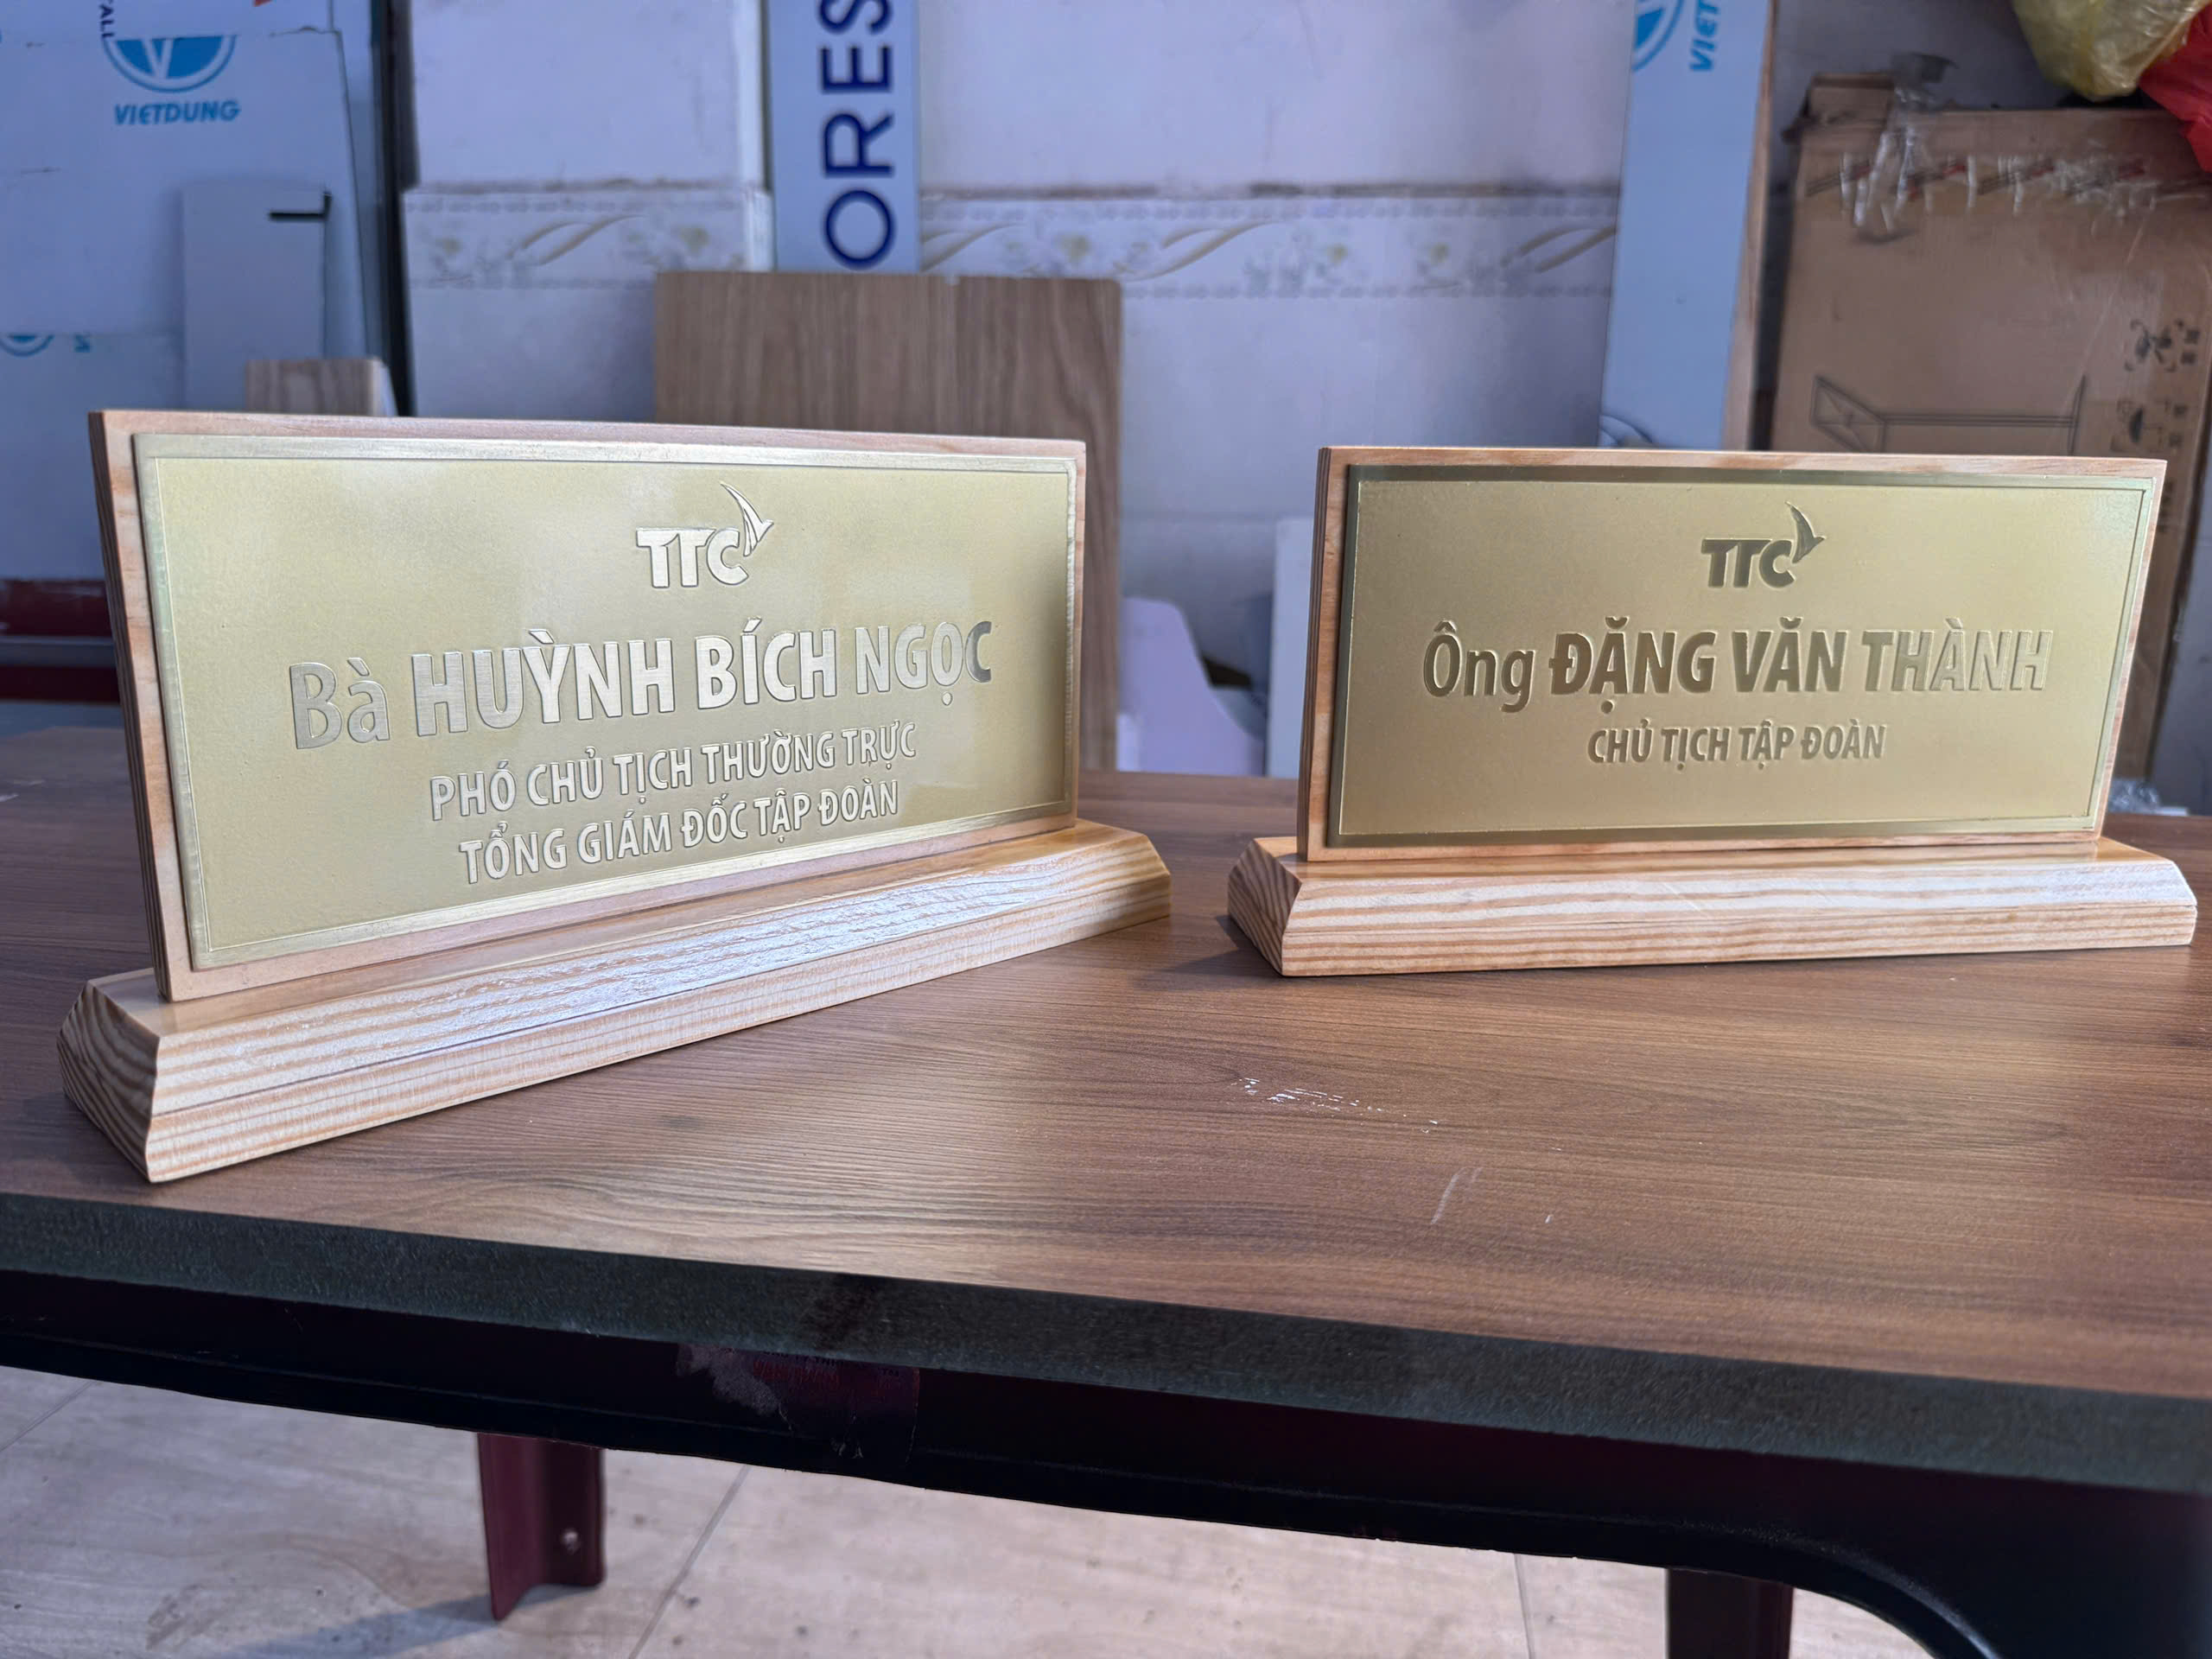 VIETDUNG
ORES
TTC
Bà HUỲNH BÍCH NGỌC
PHÓ CHỦ TỊCH THƯỜNG TRỰC
TỔNG GIÁM ĐỐC TẬP ĐOÀN
TTC
Ông ĐẶNG VĂN THÀNH
CHỦ TỊCH TẬP ĐOÀN